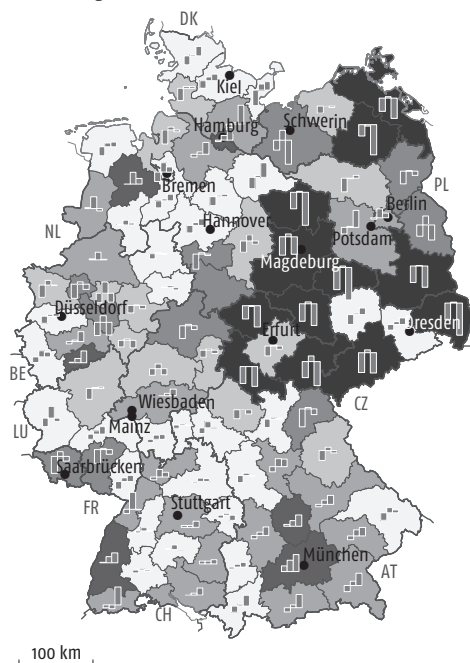 DK
Kiel
Hamburg
Schwerin
Bremen
PL
Berlin
NL
Hannover
Potsdam
Magdeburg
Düsseldorf
Erfurt
Dresden
BE
Wiesbaden
CZ
LU
Mainz
Saarbrücken
FR
Stuttgart
München
AT
CH
100 km